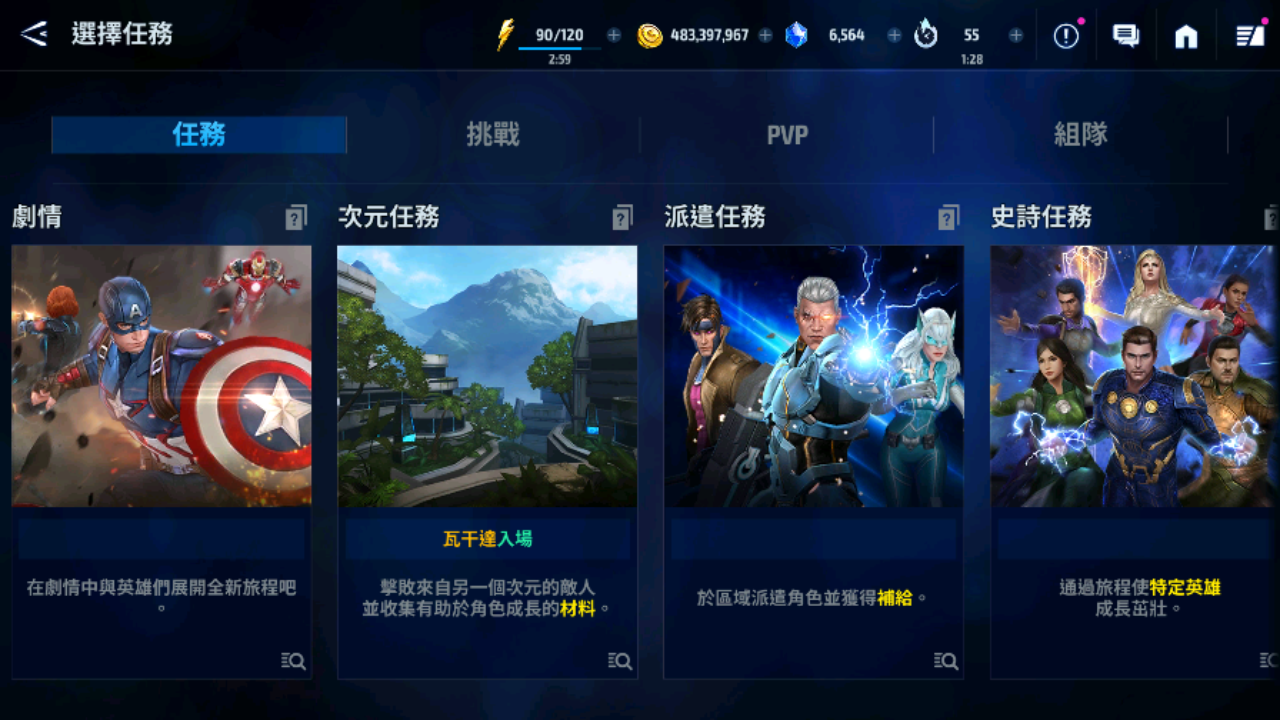 選擇任務
90/120
2:59
483,397,967
6,564
55
1:28
任務
挑戰
PVP
組隊
劇情
次元任務
派遣任務
史詩任務
瓦干達入場
在劇情中與英雄們展開全新旅程吧
。
擊敗來自另一個次元的敵人
並收集有助於角色成長的材料。
於區域派遣角色並獲得補給。
通過旅程使特定英雄
成長茁壯。